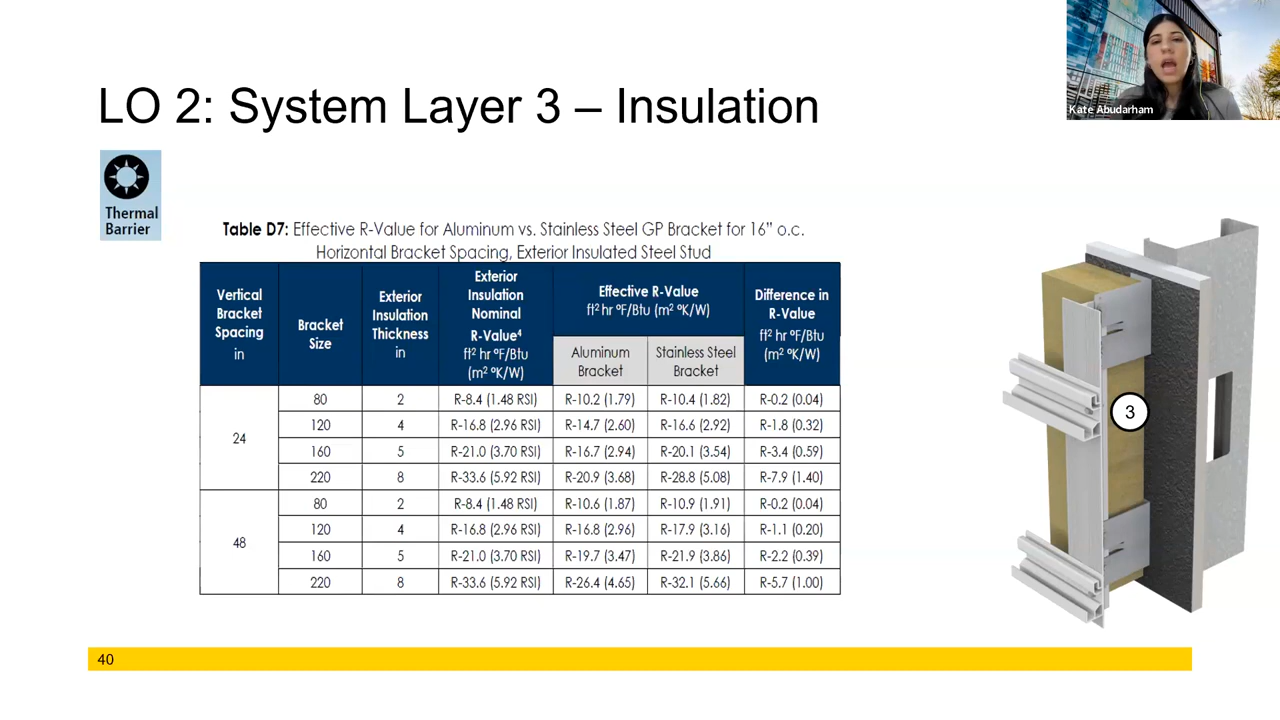 Kate Abudarham
LO 2: System Layer 3 – Insulation
Thermal
Barrier
Table D7: Effective R-Value for Aluminum vs. Stainless Steel GP Bracket for 16" o.c.
Horizontal Bracket Spacing, Exterior Insulated Steel Stud
Vertical
Bracket
Spacing
in
Bracket
Size
Exterior
Insulation
Thickness
in
Exterior
Insulation
Nominal
R-Value⁴
ft² hr ºF/Btu
(m² ºK/W)
Effective R-Value
ft² hr ºF/Btu (m² ºK/W)
Aluminum
Bracket
Stainless Steel
Bracket
Difference in
R-Value
ft² hr ºF/Btu
(m² ºK/W)
24
80 2 R-8.4 (1.48 RSI) R-10.2 (1.79) R-10.4 (1.82) R-0.2 (0.04)
120 4 R-16.8 (2.96 RSI) R-14.7 (2.60) R-16.6 (2.92) R-1.8 (0.32)
160 5 R-21.0 (3.70 RSI) R-16.7 (2.94) R-20.1 (3.54) R-3.4 (0.59)
220 8 R-33.6 (5.92 RSI) R-20.9 (3.68) R-28.8 (5.08) R-7.9 (1.40)
48
80 2 R-8.4 (1.48 RSI) R-10.6 (1.87) R-10.9 (1.91) R-0.2 (0.04)
120 4 R-16.8 (2.96 RSI) R-16.8 (2.96) R-17.9 (3.16) R-1.1 (0.20)
160 5 R-21.0 (3.70 RSI) R-19.7 (3.47) R-21.9 (3.86) R-2.2 (0.39)
220 8 R-33.6 (5.92 RSI) R-26.4 (4.65) R-32.1 (5.66) R-5.7 (1.00)
3
40